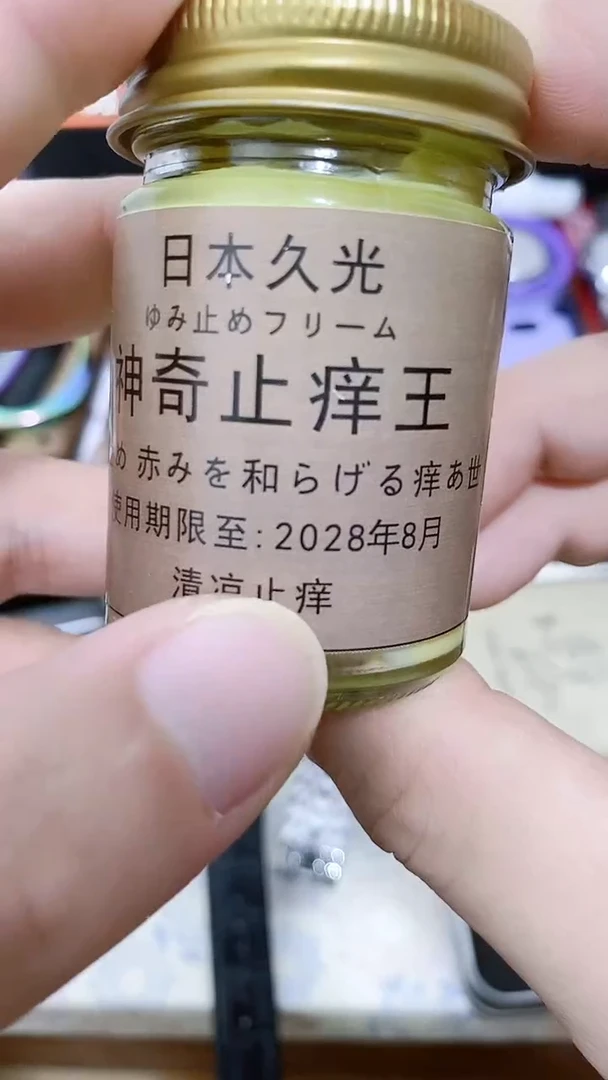 日本久光
ゆみ止めフリーム
神奇止痒王
め 赤みを和らげる痒あ世
使用期限至:2028年8月
清凉止痒